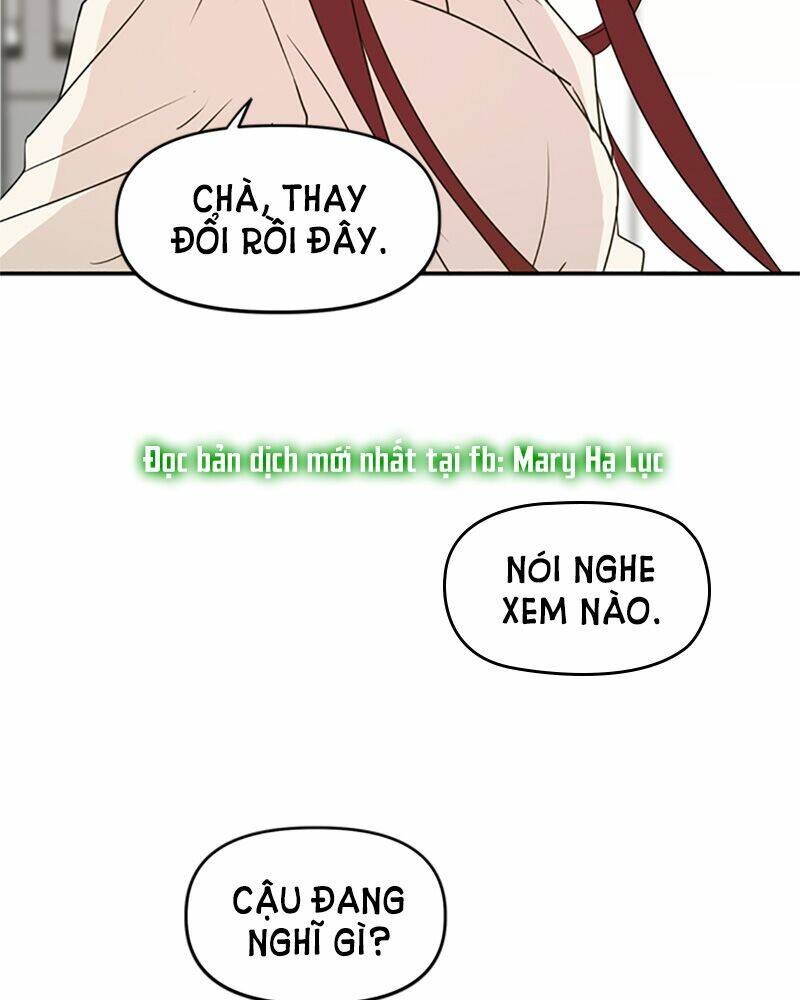 CHÀ, THAY
ĐỔI RỒI ĐÂY.
Đọc bản dịch mới nhất tại fb: Mary Hạ Lục
NÓI NGHE
XEM NÀO.
CẬU ĐANG
NGHĨ GÌ?